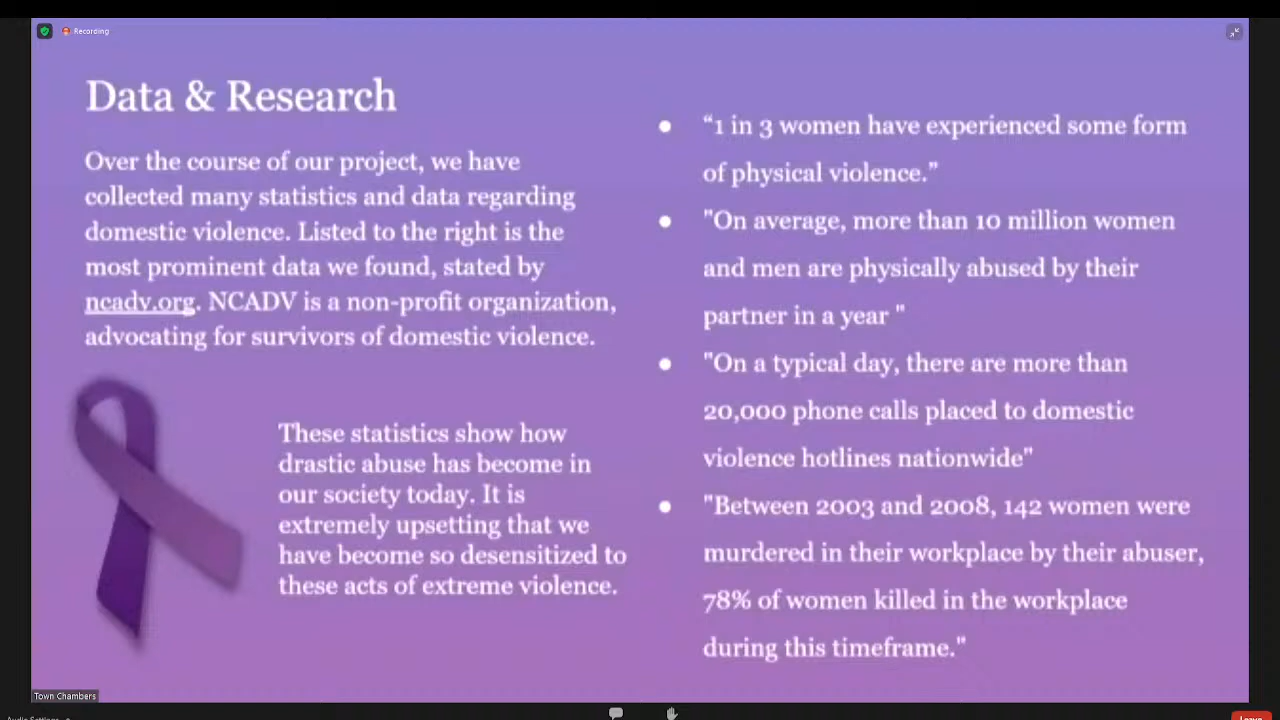 Recording
Data & Research
Over the course of our project, we have
collected many statistics and data regarding
domestic violence. Listed to the right is the
most prominent data we found, stated by
ncadv.org. NCADV is a non-profit organization,
advocating for survivors of domestic violence.
These statistics show how
drastic abuse has become in
our society today. It is
extremely upsetting that we
have become so desensitized to
these acts of extreme violence.
● “1 in 3 women have experienced some form
of physical violence.”
● "On average, more than 10 million women
and men are physically abused by their
partner in a year "
● "On a typical day, there are more than
20,000 phone calls placed to domestic
violence hotlines nationwide"
● "Between 2003 and 2008, 142 women were
murdered in their workplace by their abuser,
78% of women killed in the workplace
during this timeframe."
Town Chambers